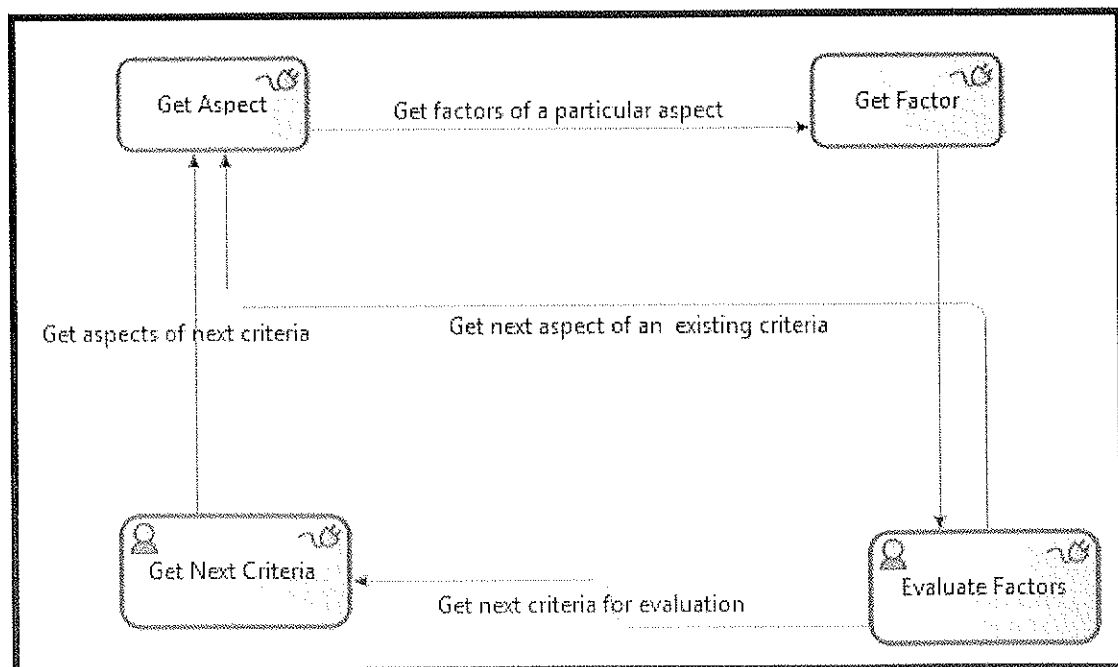 Get Aspect
Get factors of a particular aspect
Get Factor
Get aspects of next criteria
Get next aspect of an existing criteria
Get Next Criteria
Get next criteria for evaluation
Evaluate Factors